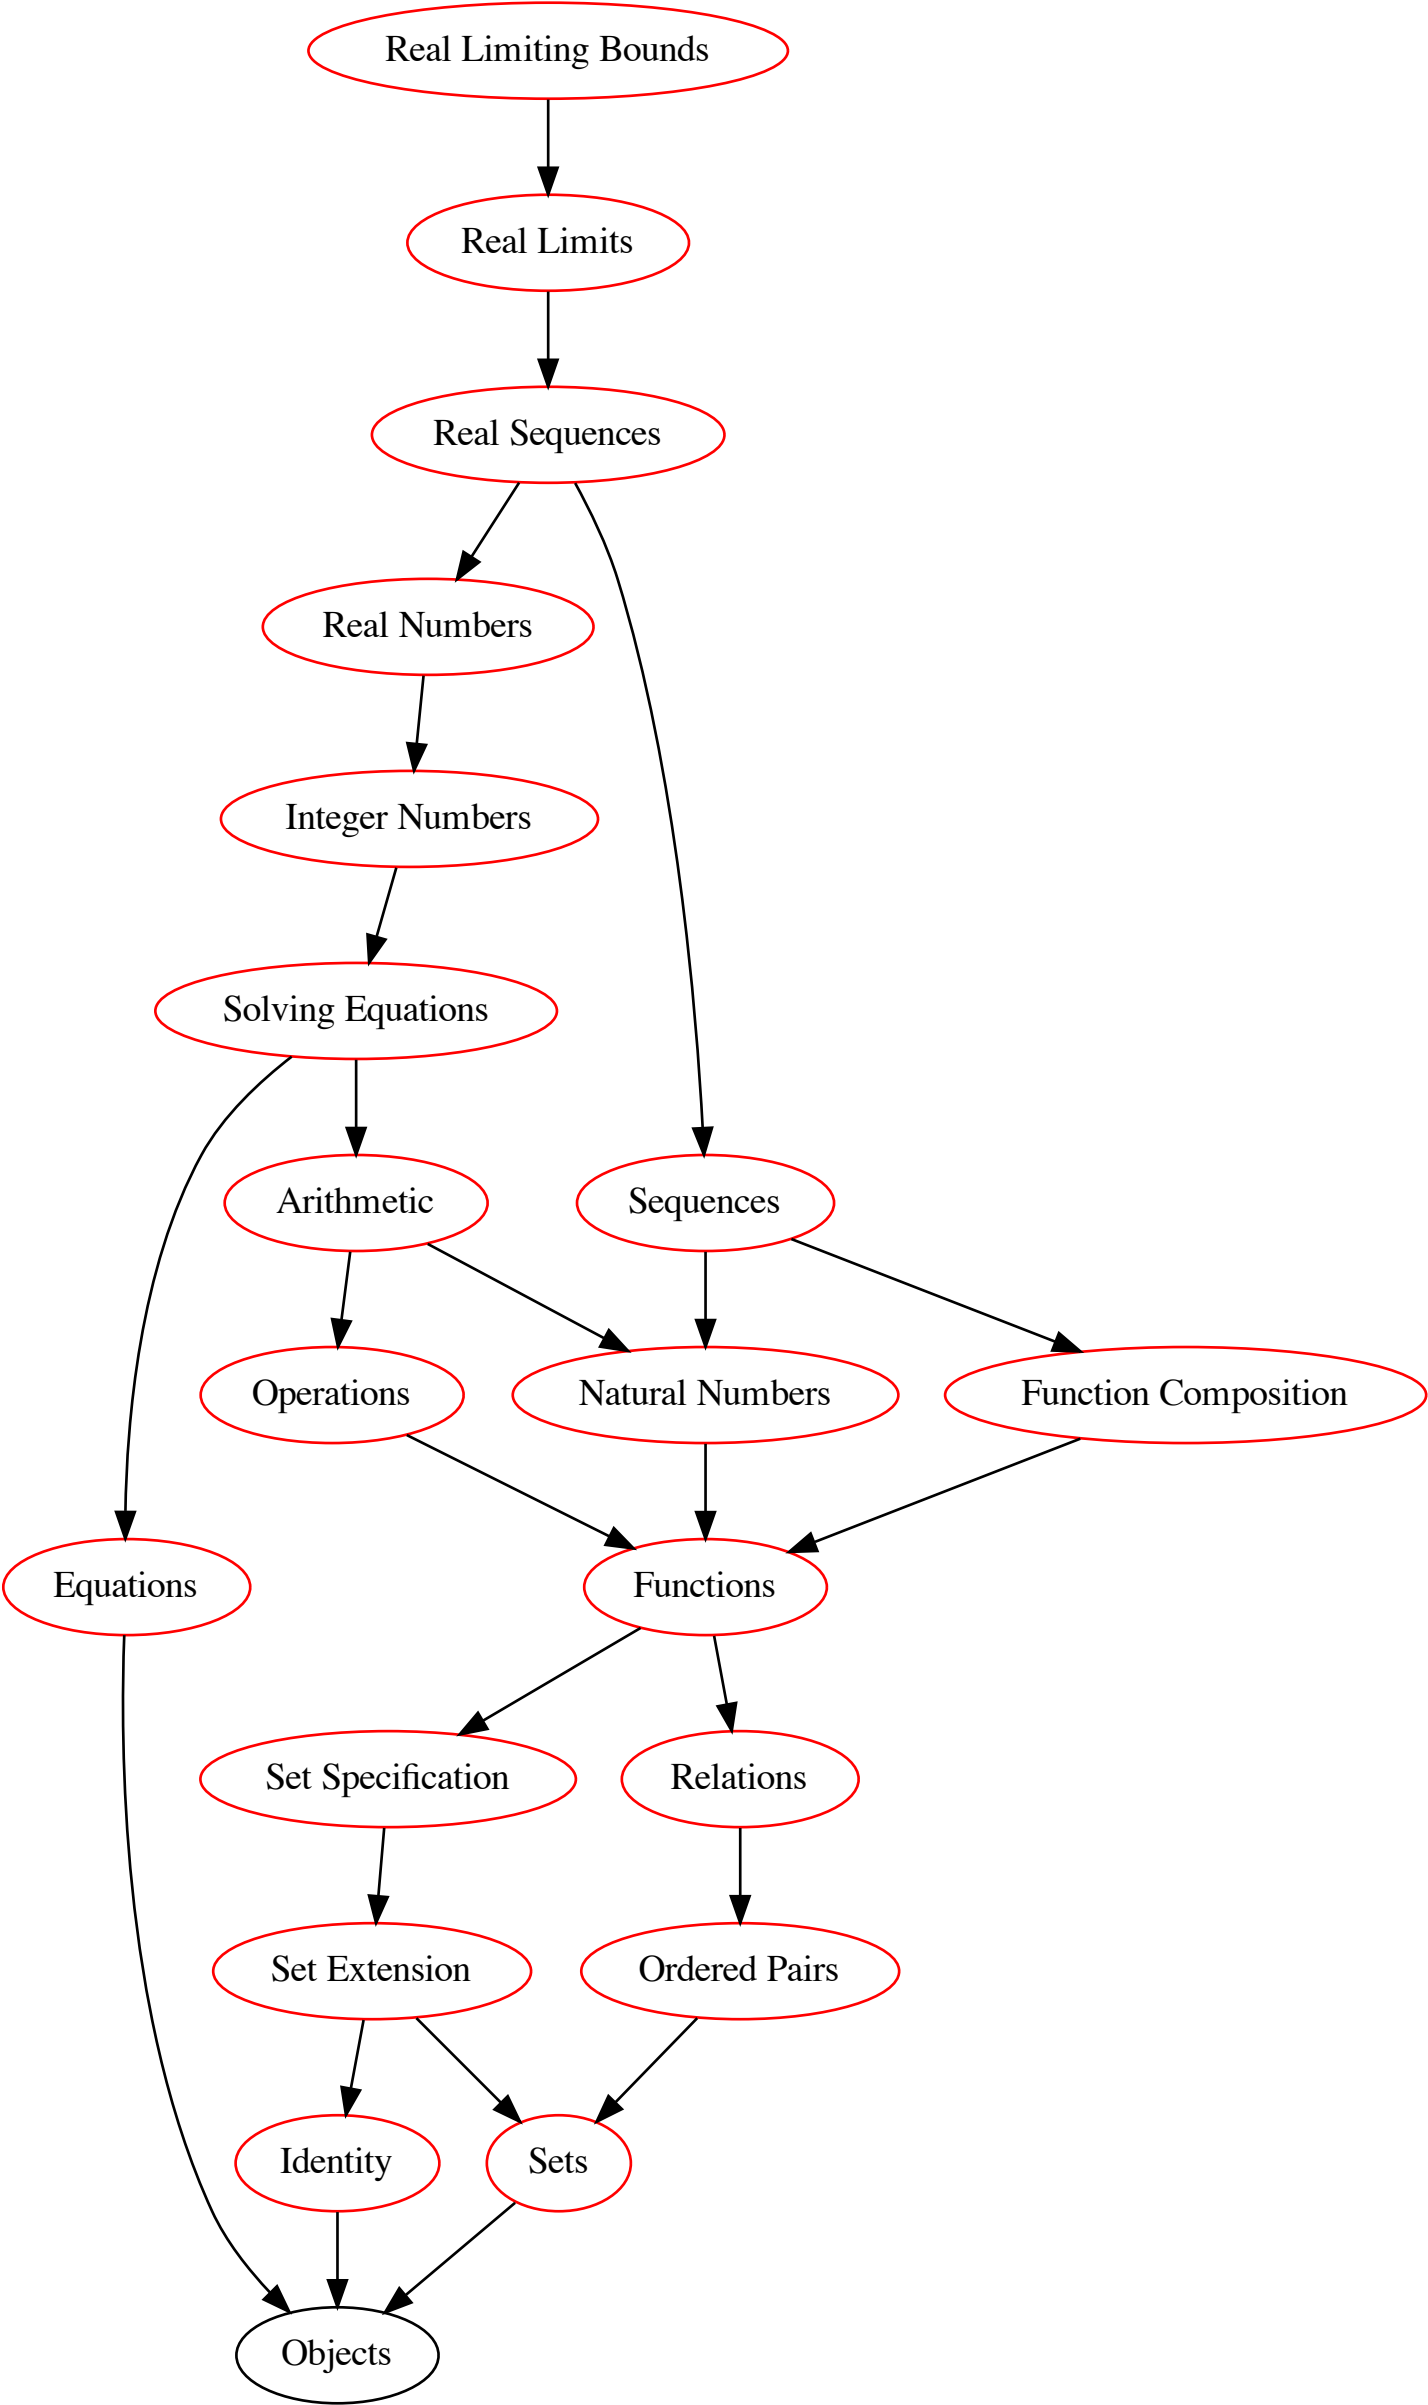 Real Limiting Bounds
Real Limits
Real Sequences
Real Numbers
Integer Numbers
Solving Equations
Arithmetic
Sequences
Operations
Natural Numbers
Function Composition
Equations
Functions
Set Specification
Relations
Set Extension
Ordered Pairs
Identity
Sets
Objects